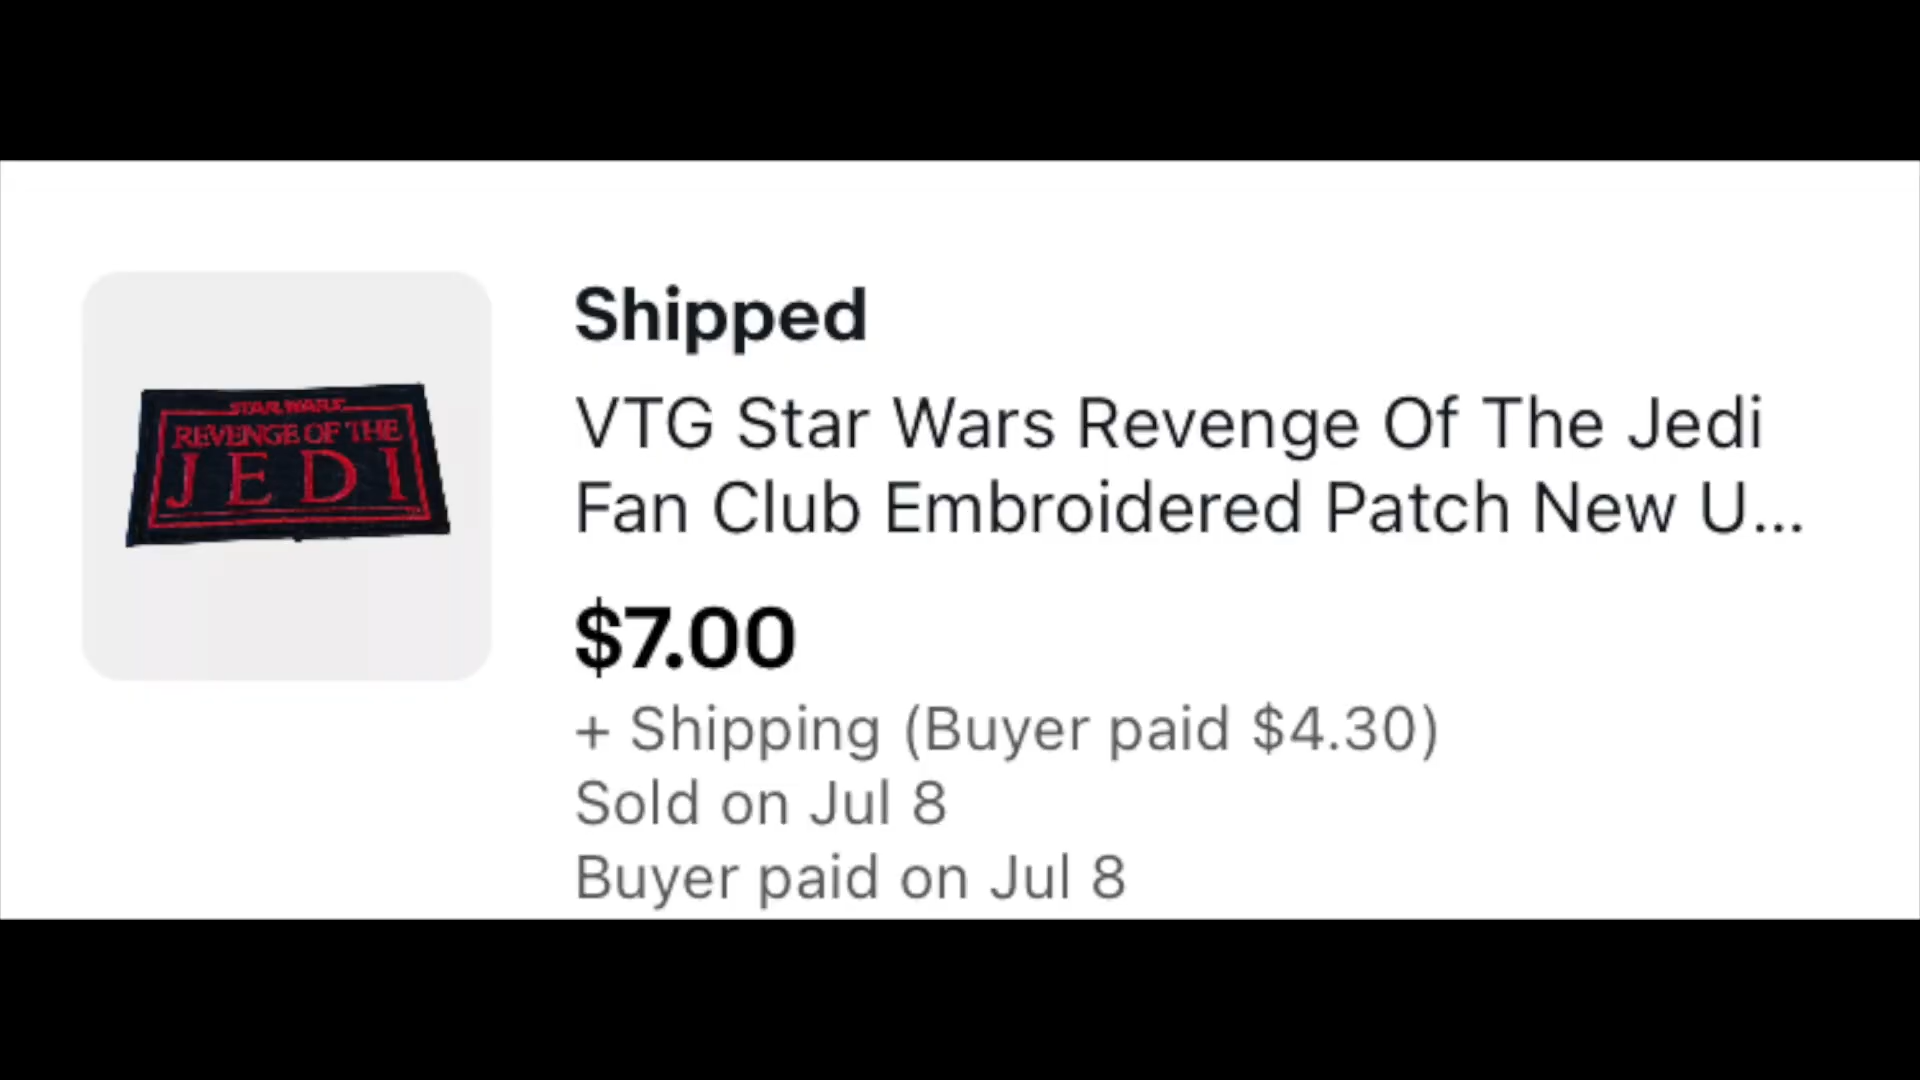 STAR WARS
REVENGE OF THE
JEDI
Shipped
VTG Star Wars Revenge Of The Jedi
Fan Club Embroidered Patch New U...
$7.00
+ Shipping (Buyer paid $4.30)
Sold on Jul 8
Buyer paid on Jul 8